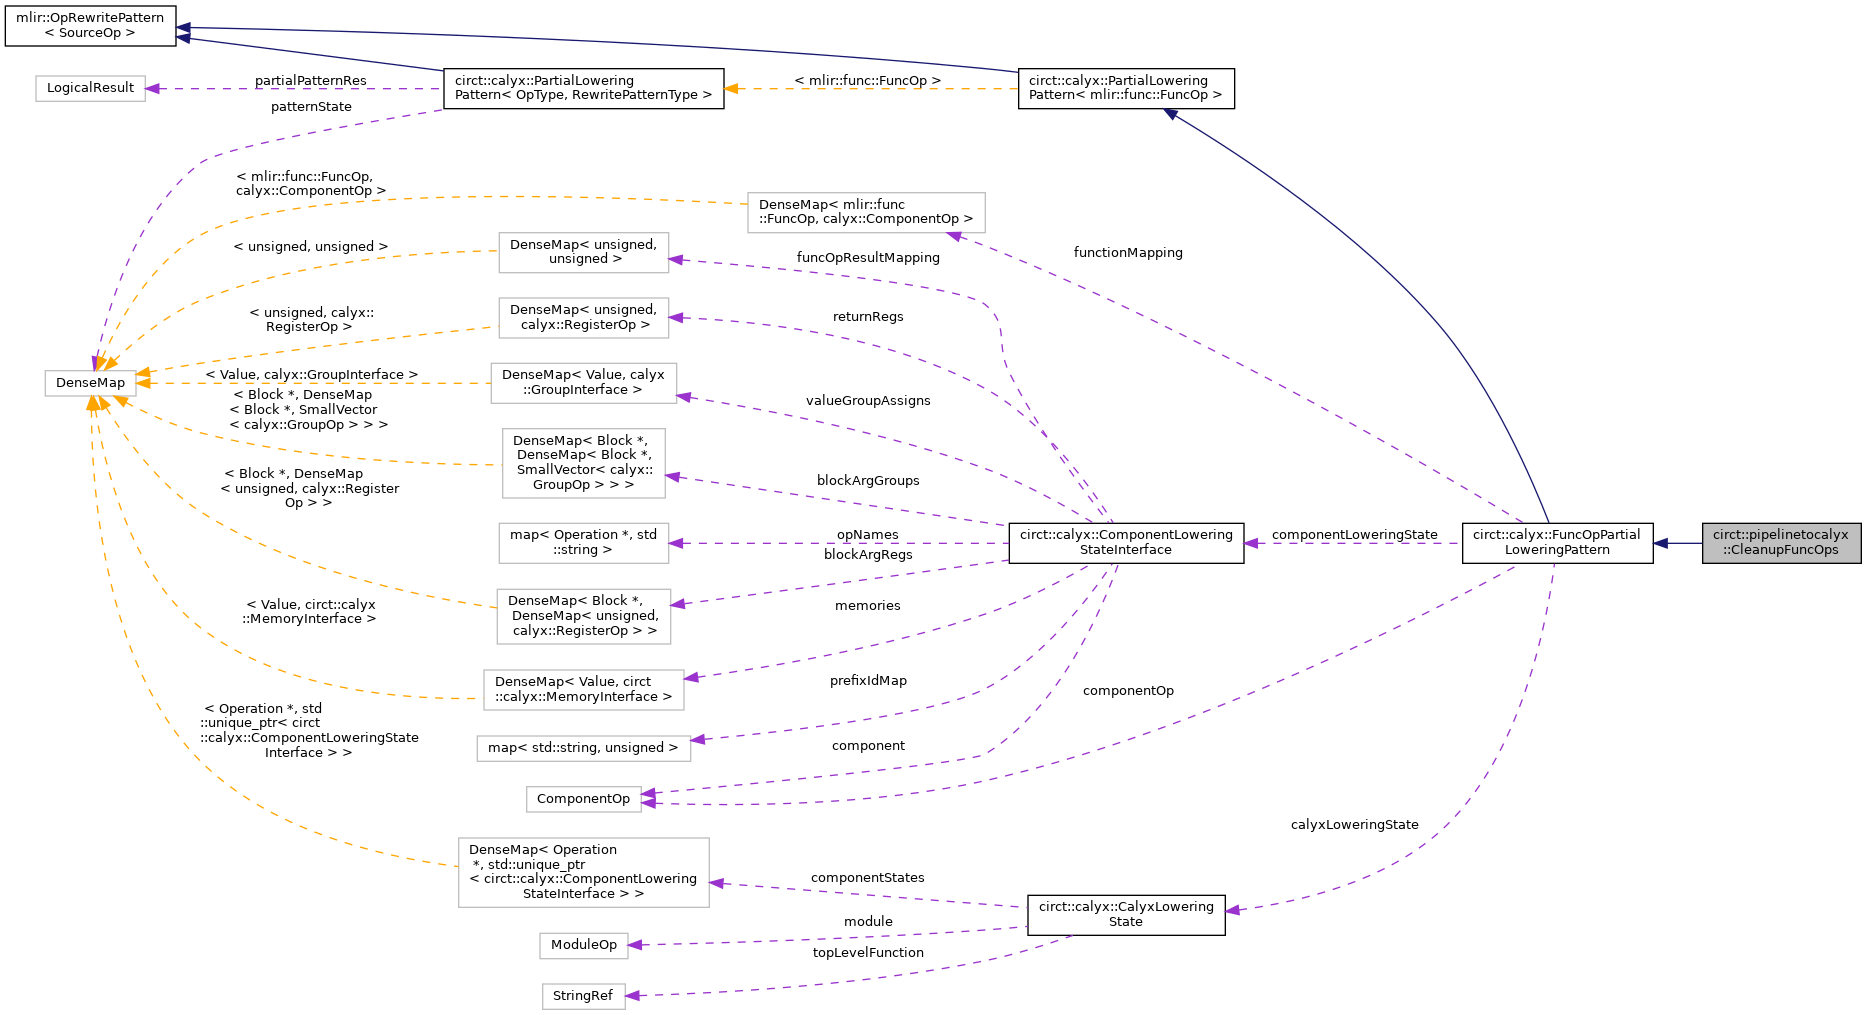 mlir::OpRewritePattern
< SourceOp >
LogicalResult
partialPatternRes
patternState
circt::calyx::PartialLowering
Pattern< OpType, RewritePatternType >
< mlir::func::FuncOp >
circt::calyx::PartialLowering
Pattern< mlir::func::FuncOp >
< mlir::func::FuncOp,
calyx::ComponentOp >
DenseMap< mlir::func
::FuncOp, calyx::ComponentOp >
< unsigned, unsigned >
DenseMap< unsigned,
unsigned >
funcOpResultMapping
functionMapping
< unsigned, calyx::
RegisterOp >
DenseMap< unsigned,
calyx::RegisterOp >
returnRegs
DenseMap
< Value, calyx::GroupInterface >
DenseMap< Value, calyx
::GroupInterface >
valueGroupAssigns
< Block *, DenseMap
< Block *, SmallVector
< calyx::GroupOp > > >
DenseMap< Block *,
DenseMap< Block *,
SmallVector< calyx::
GroupOp > > >
blockArgGroups
< Block *, DenseMap
< unsigned, calyx::Register
Op > >
map< Operation *, std
::string >
opNames
blockArgRegs
circt::calyx::ComponentLowering
StateInterface
componentLoweringState
circt::calyx::FuncOpPartial
LoweringPattern
circt::pipelinetocalyx
::CleanupFuncOps
DenseMap< Block *,
DenseMap< unsigned,
calyx::RegisterOp > >
memories
< Value, circt::calyx
::MemoryInterface >
DenseMap< Value, circt
::calyx::MemoryInterface >
prefixIdMap
componentOp
< Operation *, std
::unique_ptr< circt
::calyx::ComponentLoweringState
Interface > >
map< std::string, unsigned >
component
ComponentOp
calyxLoweringState
DenseMap< Operation
*, std::unique_ptr
< circt::calyx::ComponentLowering
StateInterface > >
componentStates
circt::calyx::CalyxLowering
State
module
ModuleOp
topLevelFunction
StringRef